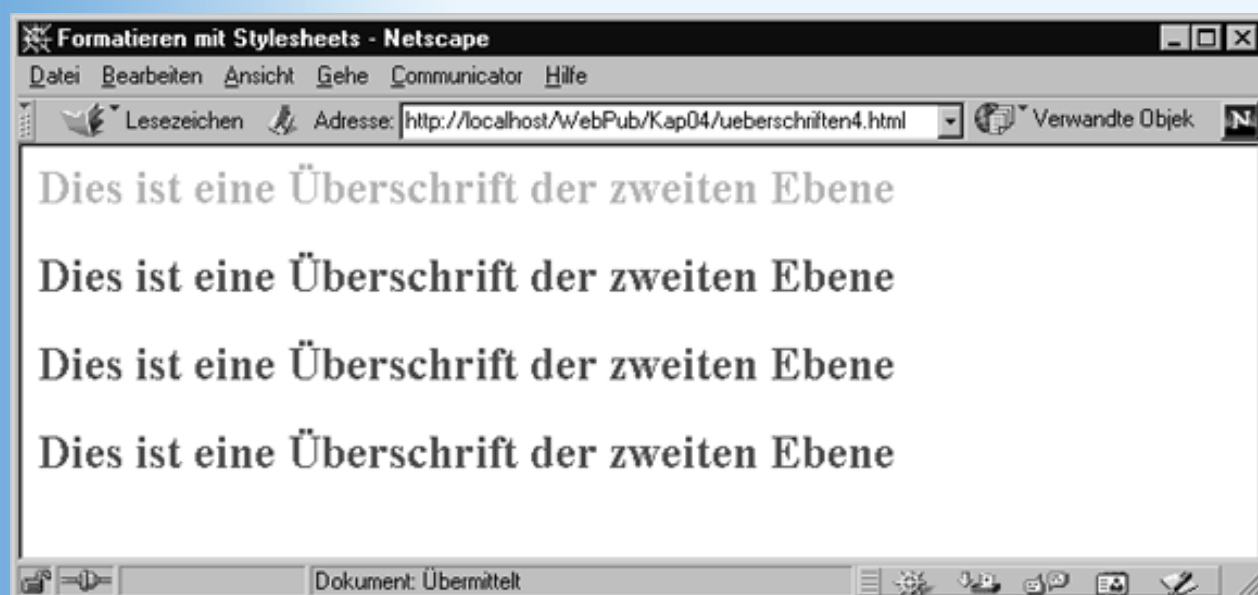 Formatieren mit Stylesheets - Netscape
Datei Bearbeiten Ansicht Gehe Communicator Hilfe
Lesezeichen Adresse: http://localhost/WebPub/Kap04/ueberschriften4.html Verwandte Objek N
Dies ist eine Überschrift der zweiten Ebene
Dies ist eine Überschrift der zweiten Ebene
Dies ist eine Überschrift der zweiten Ebene
Dies ist eine Überschrift der zweiten Ebene
Dokument: Übermittelt